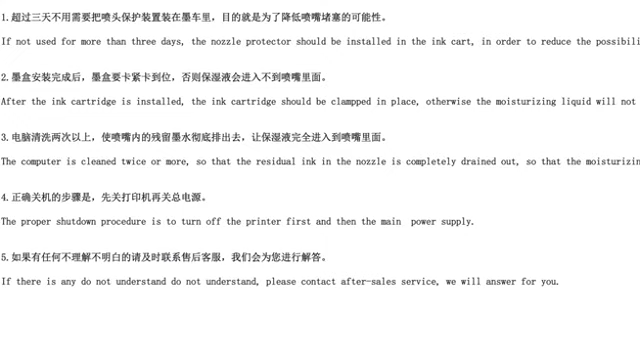 1.超过三天不用需要把喷头保护装置装在墨车里，目的就是为了降低喷嘴堵塞的可能性。
If not used for more than three days, the nozzle protector should be installed in the ink cart, in order to reduce the possibili
2.墨盒安装完成后，墨盒要卡紧卡到位，否则保湿液会进入不到喷嘴里面。
After the ink cartridge is installed, the ink cartridge should be clampped in place, otherwise the moisturizing liquid will not
3.电脑清洗两次以上，使喷嘴内的残留墨水彻底排出去，让保湿液完全进入到喷嘴里面。
The computer is cleaned twice or more, so that the residual ink in the nozzle is completely drained out, so that the moisturizin
4.正确关机的步骤是，先关打印机再关总电源。
The proper shutdown procedure is to turn off the printer first and then the main  power supply.
5.如果有任何不理解不明白的请及时联系售后客服，我们会为您进行解答。
If there is any do not understand do not understand, please contact after-sales service, we will answer for you.